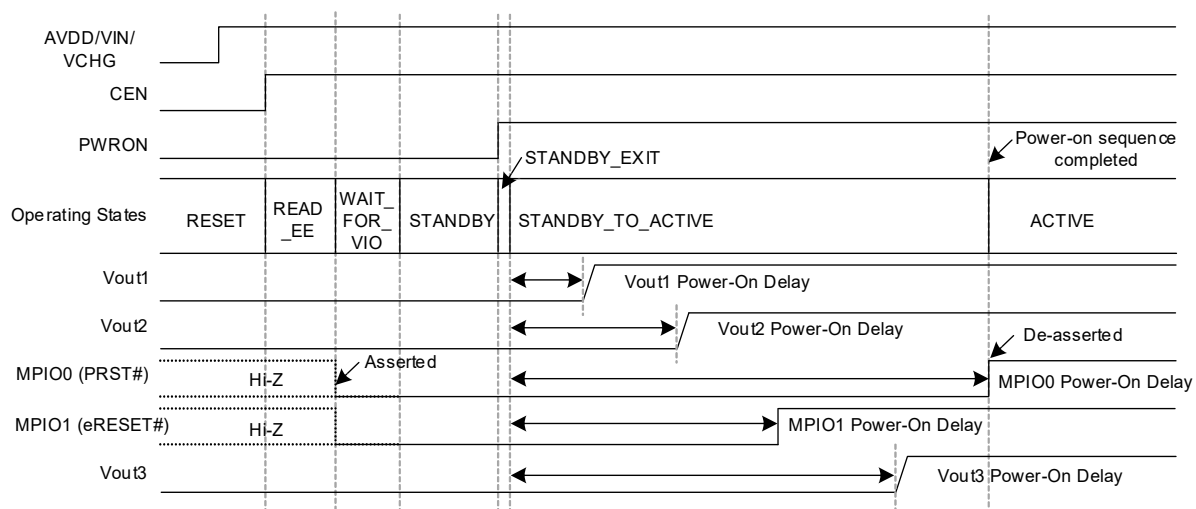 AVDD/VIN/
VCHG
CEN
PWRON
Power-on sequence
completed
STANDBY_EXIT
Operating States
RESET
READ
_EE
WAIT_
FOR_
VIO
STANDBY
STANDBY_TO_ACTIVE
ACTIVE
Vout1
Vout1 Power-On Delay
Vout2
Vout2 Power-On Delay
De-asserted
MPIO0 (PRST#)
Hi-Z
Asserted
MPIO0 Power-On Delay
MPIO1 (eRESET#)
Hi-Z
MPIO1 Power-On Delay
Vout3
Vout3 Power-On Delay